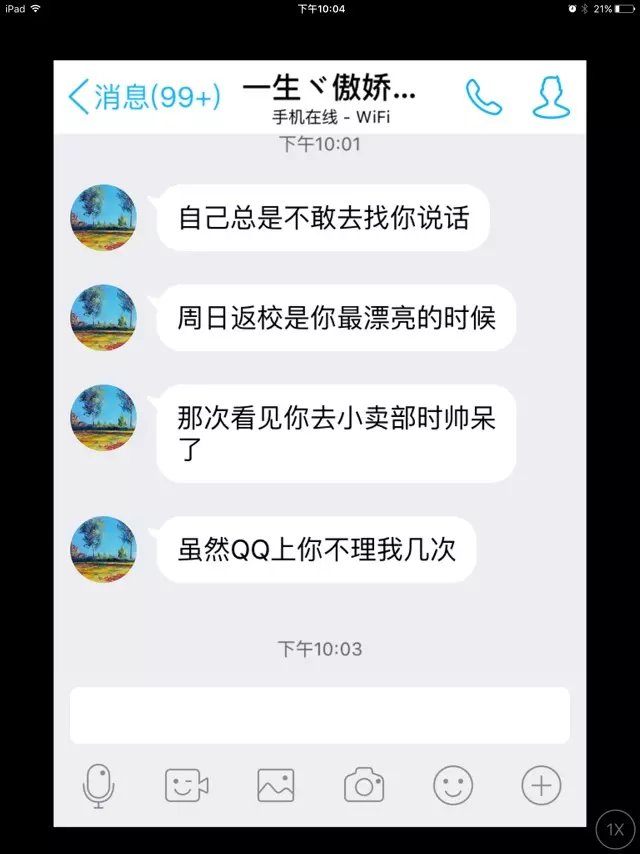 iPad 下午10:04 21%
消息(99+) 一生ヾ傲娇...
手机在线 - WiFi
下午10:01
自己总是不敢去找你说话
周日返校是你最漂亮的时候
那次看见你去小卖部时帅呆
了
虽然QQ上你不理我几次
下午10:03
1X